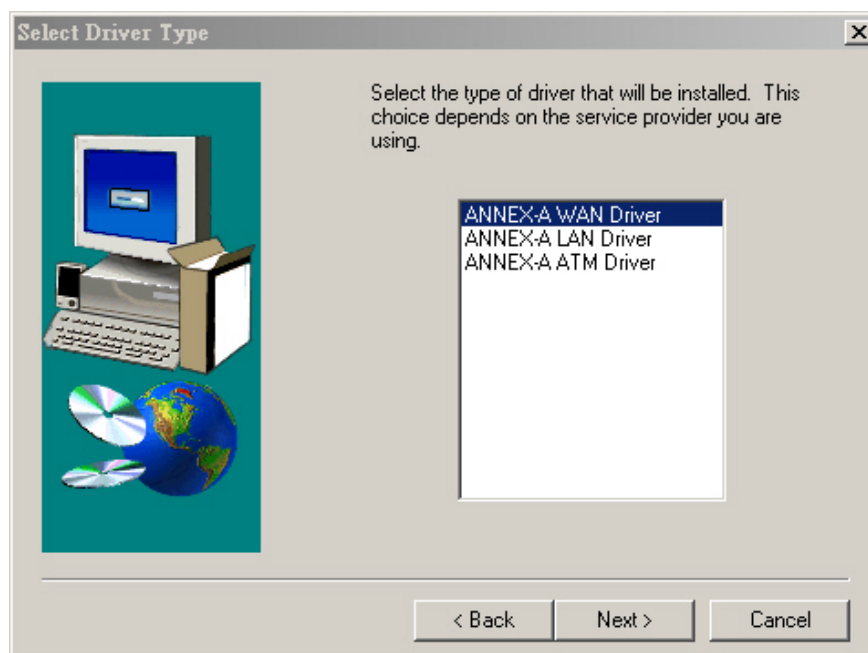 Select Driver Type
Select the type of driver that will be installed. This
choice depends on the service provider you are
using.
ANNEX-A WAN Driver
ANNEX-A LAN Driver
ANNEX-A ATM Driver
< Back
Next >
Cancel